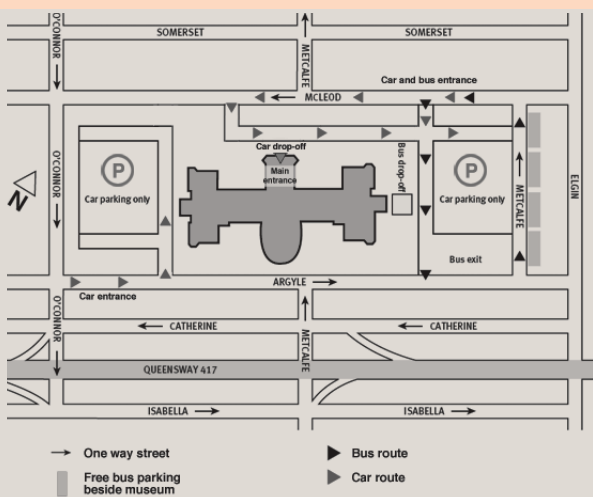 O'CONNOR
SOMERSET
METCALFE
SOMERSET
Car and bus entrance
MCLEOD
Car drop-off
Main
entrance
Bus drop-off
P
Car parking only
P
Car parking only
O'CONNOR
N
METCALFE
ELGIN
Bus exit
ARGYLE
Car entrance
O'CONNOR
METCALFE
CATHERINE
CATHERINE
QUEENSWAY 417
ISABELLA
ISABELLA
One way street
Bus route
Free bus parking
beside museum
Car route